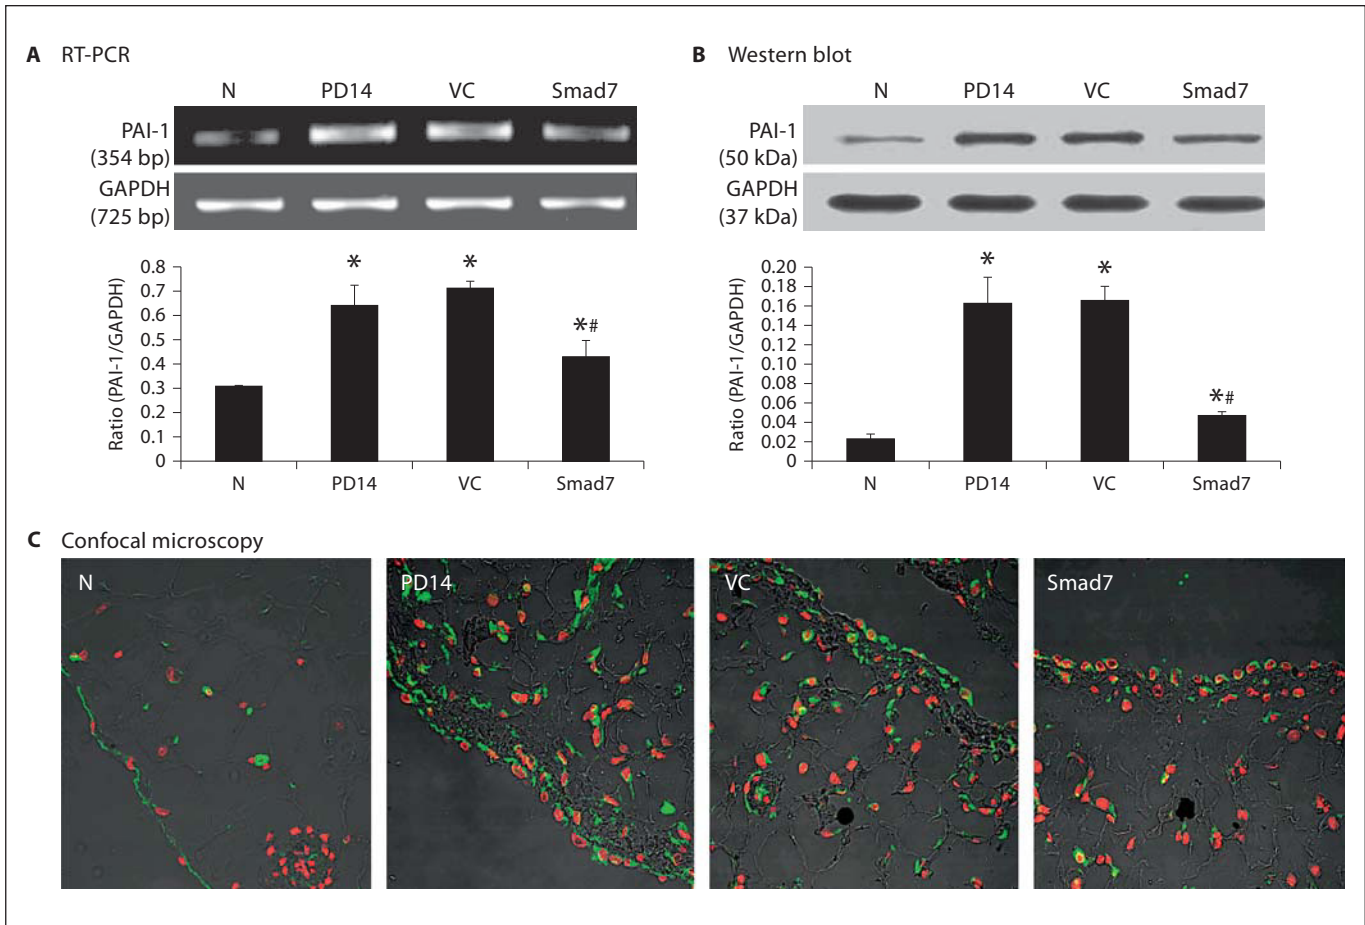 A RT-PCR
N PD14 VC Smad7
PAI-1
(354 bp)
GAPDH
(725 bp)
Ratio (PAI-1/GAPDH)
0.8
0.7
0.6
0.5
0.4
0.3
0.2
0.1
0
* * *#
N PD14 VC Smad7
B Western blot
N PD14 VC Smad7
PAI-1
(50 kDa)
GAPDH
(37 kDa)
Ratio (PAI-1/GAPDH)
0.20
0.18
0.16
0.14
0.12
0.10
0.08
0.06
0.04
0.02
0
* * *#
N PD14 VC Smad7
C Confocal microscopy
N PD14 VC Smad7